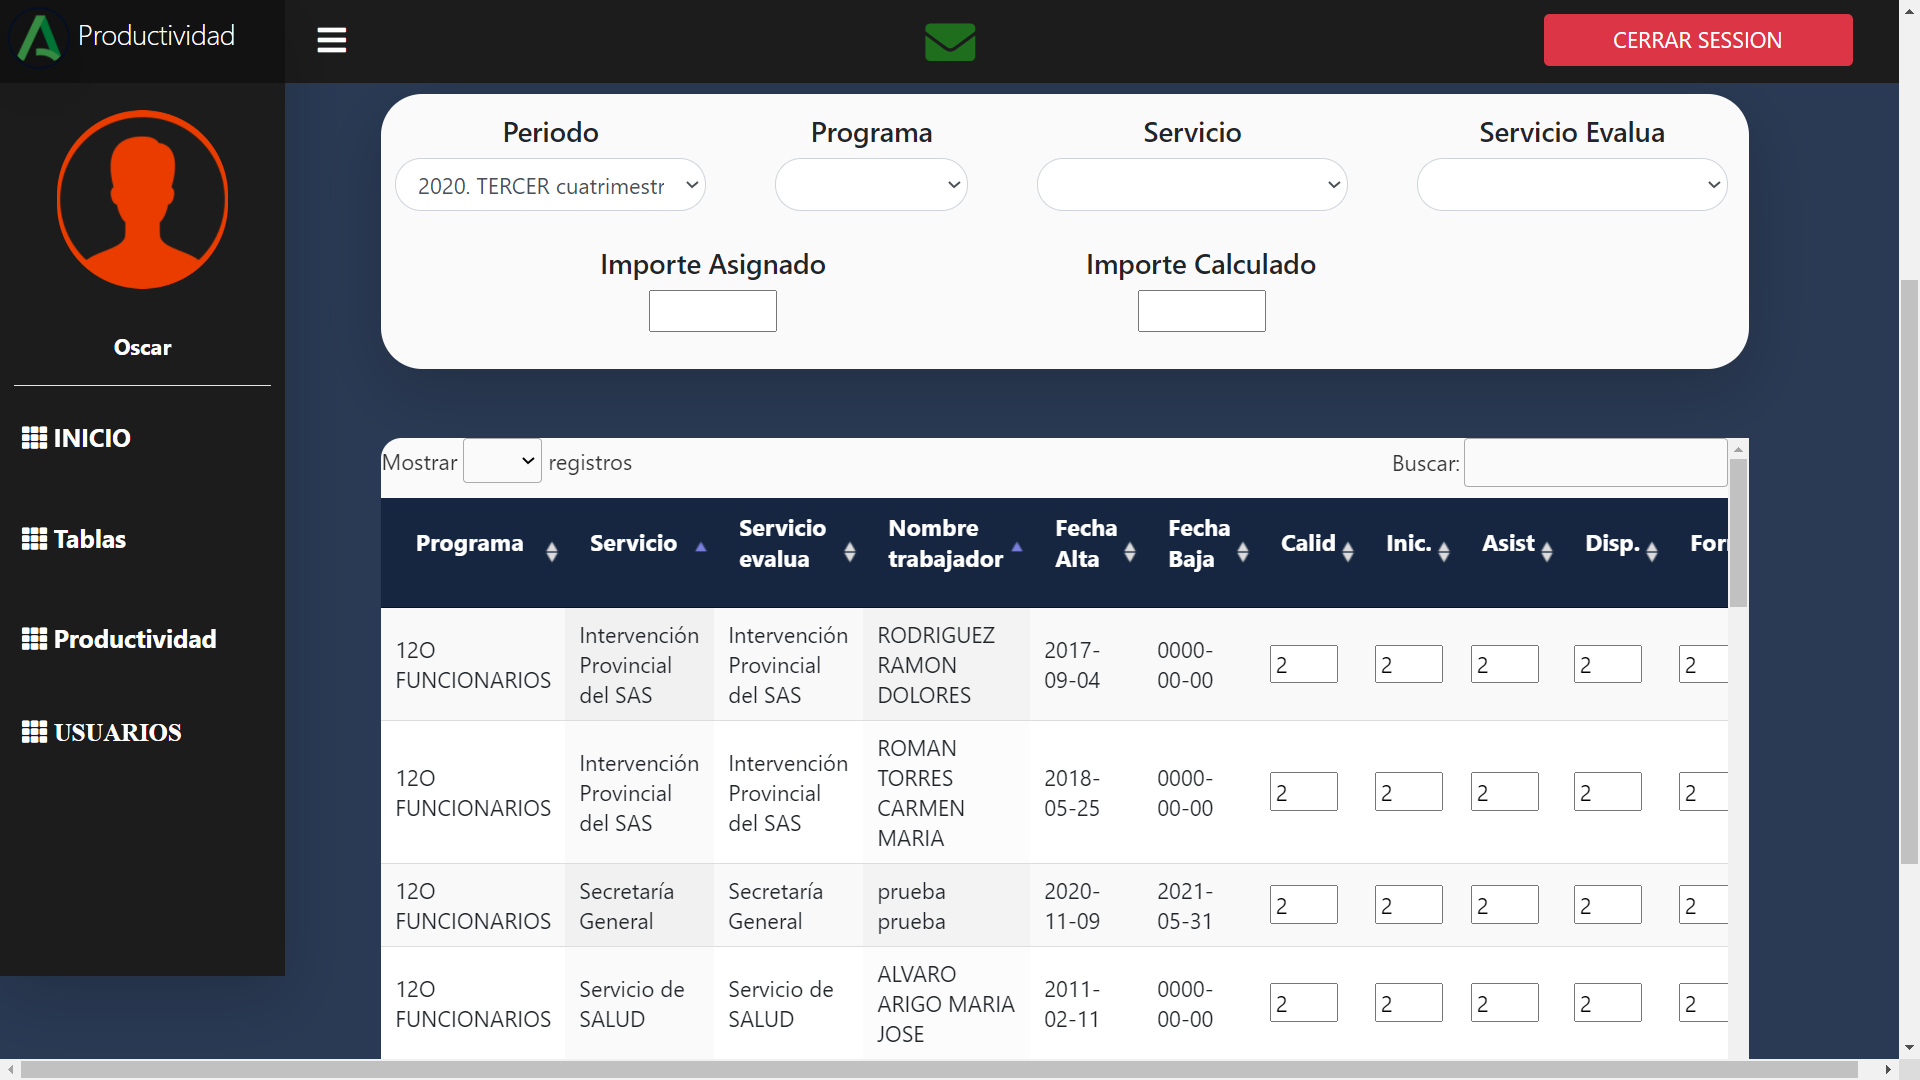 Productividad
CERRAR SESSION
Oscar
INICIO
Tablas
Productividad
USUARIOS
Periodo
Programa
Servicio
Servicio Evalua
2020. TERCER cuatrimestr
Importe Asignado
Importe Calculado
Mostrar registros
Buscar:
Programa
Servicio
Servicio
evalua
Nombre
trabajador
Fecha
Alta
Fecha
Baja
Calid
Inic.
Asist
Disp.
12O
FUNCIONARIOS
Intervención
Provincial
del SAS
Intervención
Provincial
del SAS
RODRIGUEZ
RAMON
DOLORES
2017-
09-04
0000-
00-00
2
2
2
2
2
12O
FUNCIONARIOS
Intervención
Provincial
del SAS
Intervención
Provincial
del SAS
ROMAN
TORRES
CARMEN
MARIA
2018-
05-25
0000-
00-00
2
2
2
2
2
12O
FUNCIONARIOS
Secretaría
General
Secretaría
General
prueba
prueba
2020-
11-09
2021-
05-31
2
2
2
2
2
12O
FUNCIONARIOS
Servicio de
SALUD
Servicio de
SALUD
ALVARO
ARIGO MARIA
JOSE
2011-
02-11
0000-
00-00
2
2
2
2
2